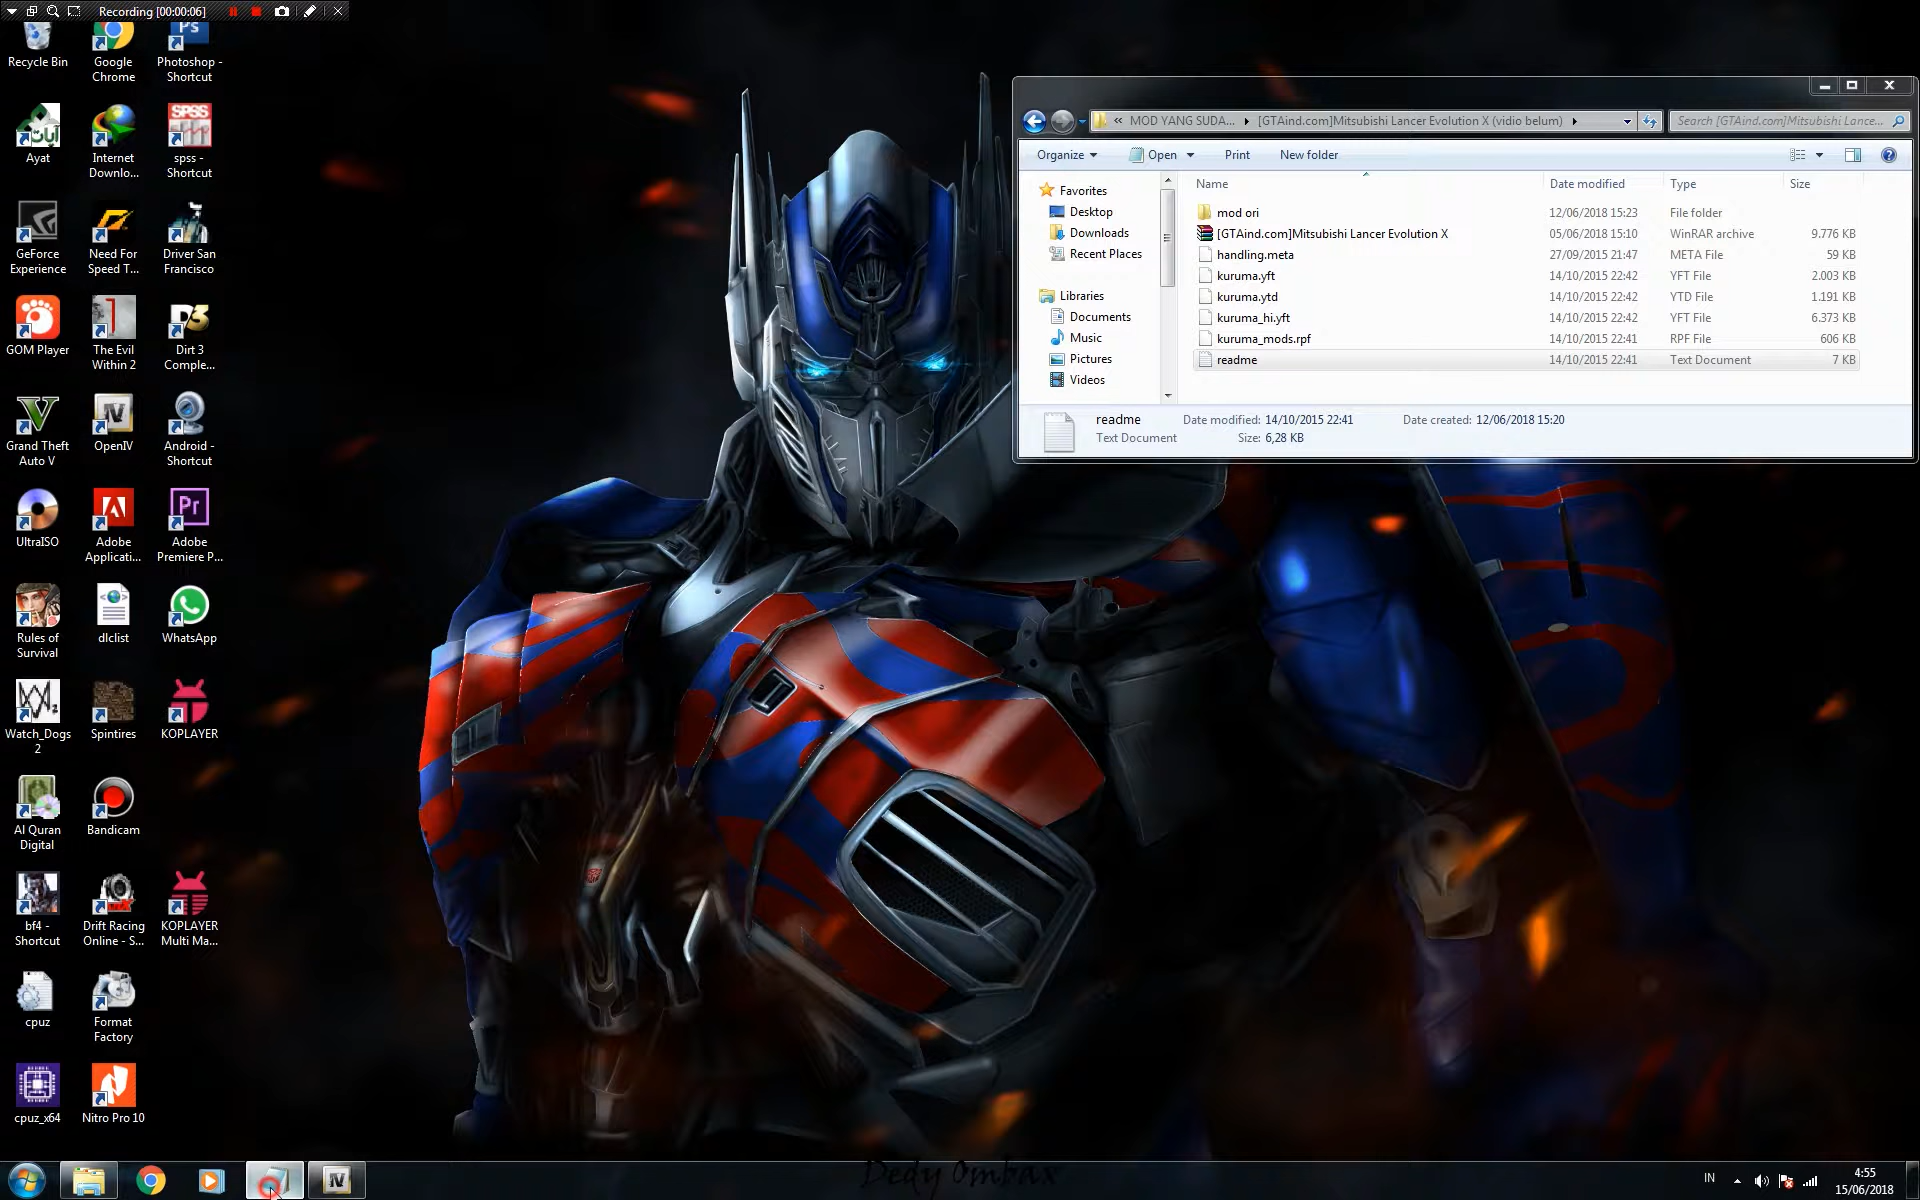 Recording [00:00:06]
Recycle Bin
Google
Chrome
Photoshop -
Shortcut
Ayat
Internet
Downlo...
spss -
Shortcut
GeForce
Experience
Need For
Speed T...
Driver San
Francisco
GOM Player
The Evil
Within 2
Dirt 3
Comple...
Grand Theft
Auto V
OpenIV
Android -
Shortcut
UltraISO
Adobe
Applicati...
Adobe
Premiere P...
Rules of
Survival
dlclist
WhatsApp
Watch_Dogs
2
Spintires
KOPLAYER
Al Quran
Digital
Bandicam
bf4 -
Shortcut
Drift Racing
Online - S...
KOPLAYER
Multi Ma...
cpuz
Format
Factory
cpuz_x64
Nitro Pro 10
« MOD YANG SUDA... [GTAind.com]Mitsubishi Lancer Evolution X (vidio belum)
Search [GTAind.com]Mitsubishi Lance...
Organize Open Print New folder
Favorites
Desktop
Downloads
Recent Places
Libraries
Documents
Music
Pictures
Videos
Name Date modified Type Size
mod ori 12/06/2018 15:23 File folder
[GTAind.com]Mitsubishi Lancer Evolution X 05/06/2018 15:10 WinRAR archive 9.776 KB
handling.meta 27/09/2015 21:47 META File 59 KB
kuruma.yft 14/10/2015 22:42 YFT File 2.003 KB
kuruma.ytd 14/10/2015 22:42 YTD File 1.191 KB
kuruma_hi.yft 14/10/2015 22:42 YFT File 6.373 KB
kuruma_mods.rpf 14/10/2015 22:41 RPF File 606 KB
readme 14/10/2015 22:41 Text Document 7 KB
readme Date modified: 14/10/2015 22:41 Date created: 12/06/2018 15:20
Text Document Size: 6,28 KB
Dedy Ombax
IN
4:55
15/06/2018